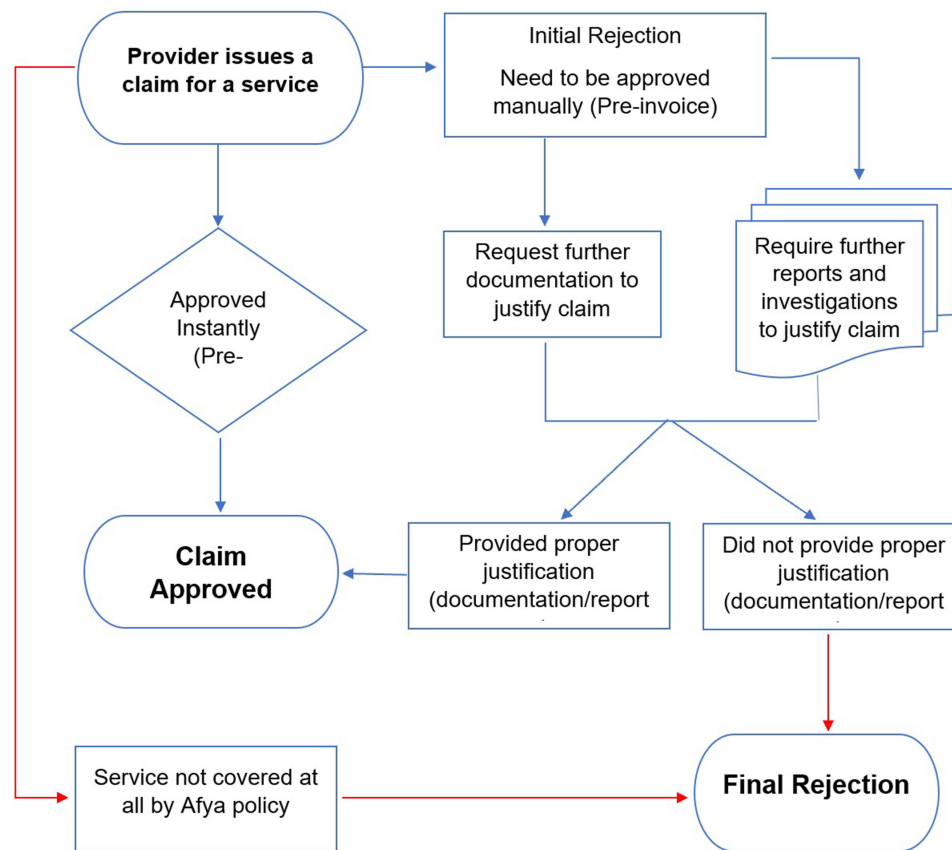 Provider issues a
claim for a service
Initial Rejection
Need to be approved
manually (Pre-invoice)
Approved
Instantly
(Pre-
Request further
documentation to
justify claim
Require further
reports and
investigations
to justify claim
Claim
Approved
Provided proper
justification
(documentation/report
Did not provide proper
justification
(documentation/report
Service not covered at
all by Afya policy
Final Rejection